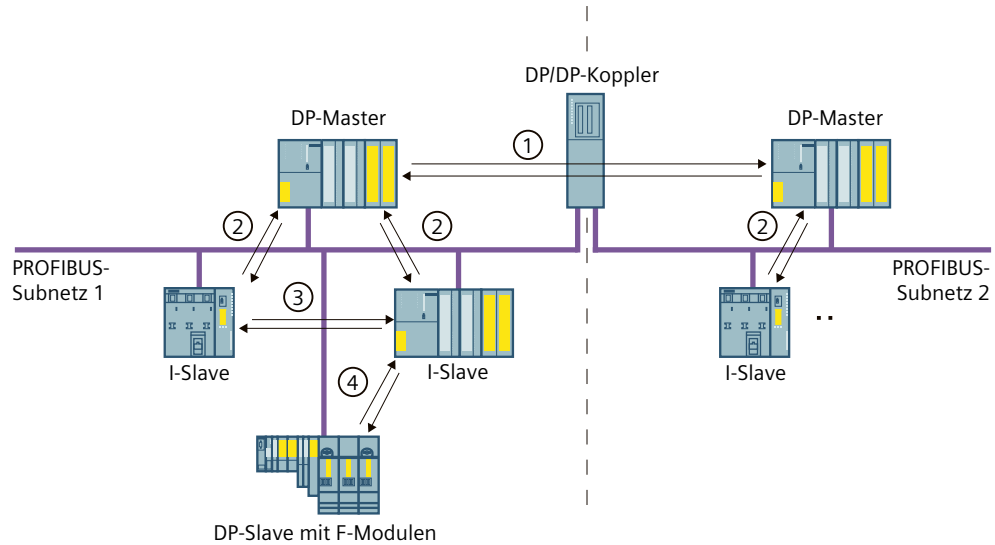 DP/DP-Koppler
DP-Master
DP-Master
1
2
2
2
PROFIBUS-
Subnetz 1
PROFIBUS-
Subnetz 2
3
I-Slave
I-Slave
I-Slave
4
DP-Slave mit F-Modulen